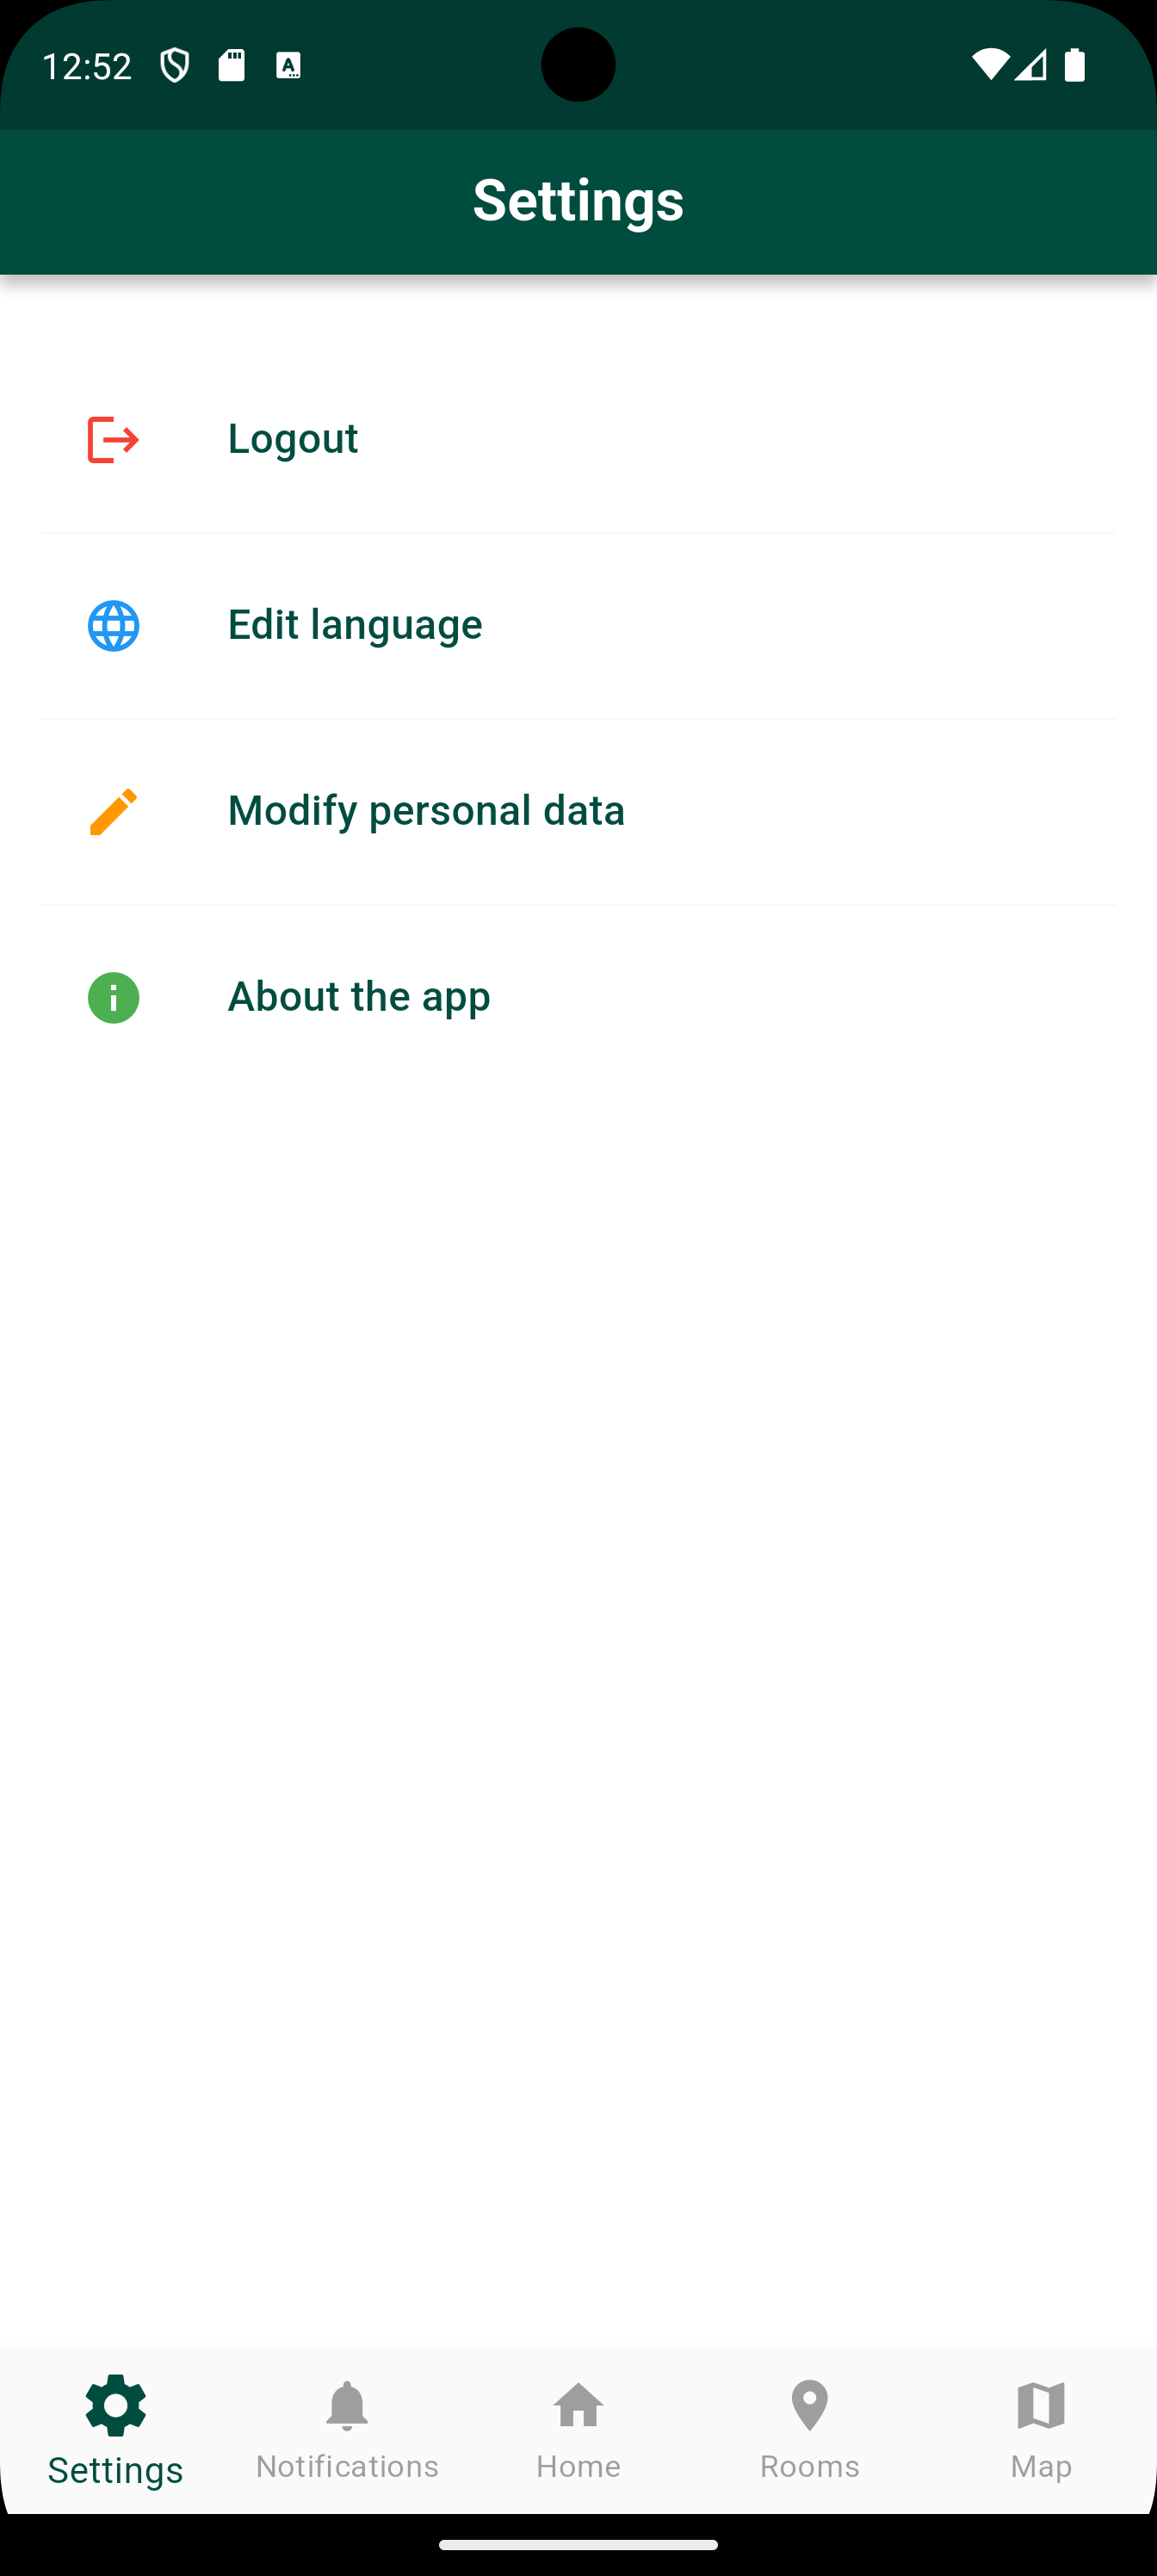 12:52
Settings
Logout
Edit language
Modify personal data
About the app
Settings
Notifications
Home
Rooms
Map